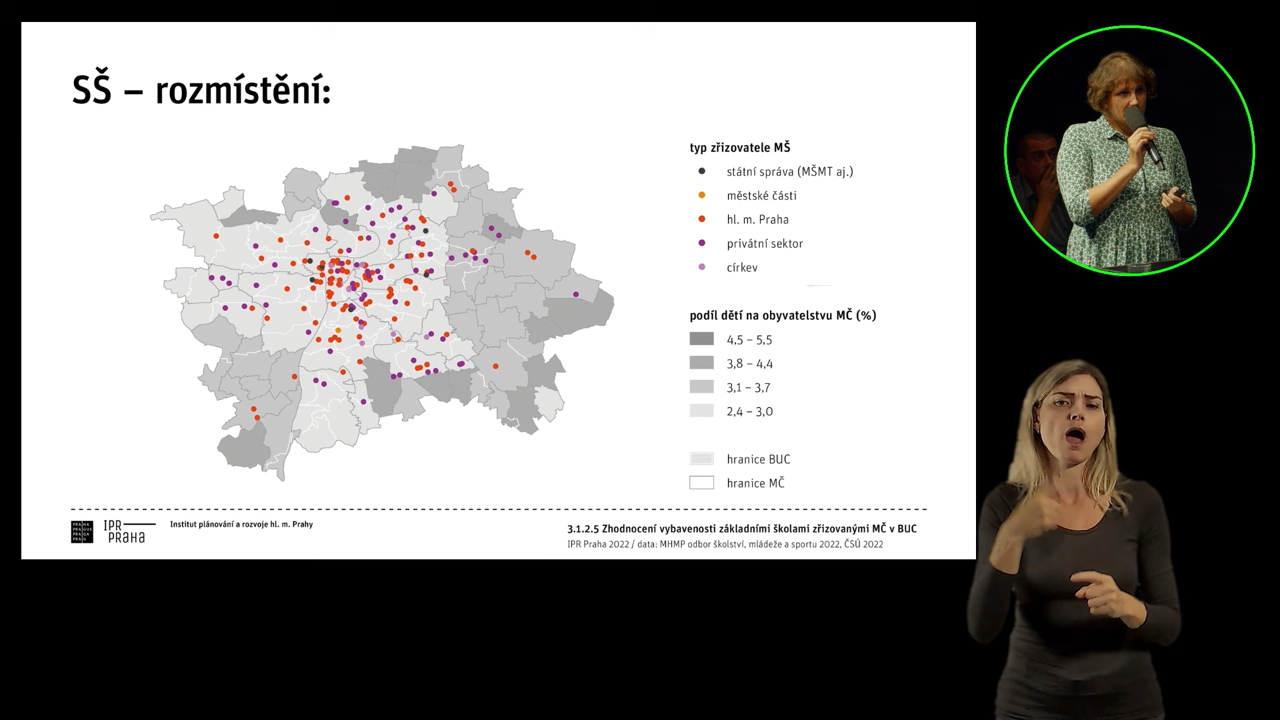 SŠ – rozmístění:
typ zřizovatele MŠ
státní správa (MŠMT aj.)
městské části
hl. m. Praha
privátní sektor
církev
podíl dětí na obyvatelstvu MČ (%)
4,5 – 5,5
3,8 – 4,4
3,1 – 3,7
2,4 – 3,0
hranice BUC
hranice MČ
IPR
PRAHA
Institut plánování a rozvoje hl. m. Prahy
3.1.2.5 Zhodnocení vybavenosti základními školami zřizovanými MČ v BUC
IPR Praha 2022 / data: MHMP odbor školství, mládeže a sportu 2022, ČSÚ 2022